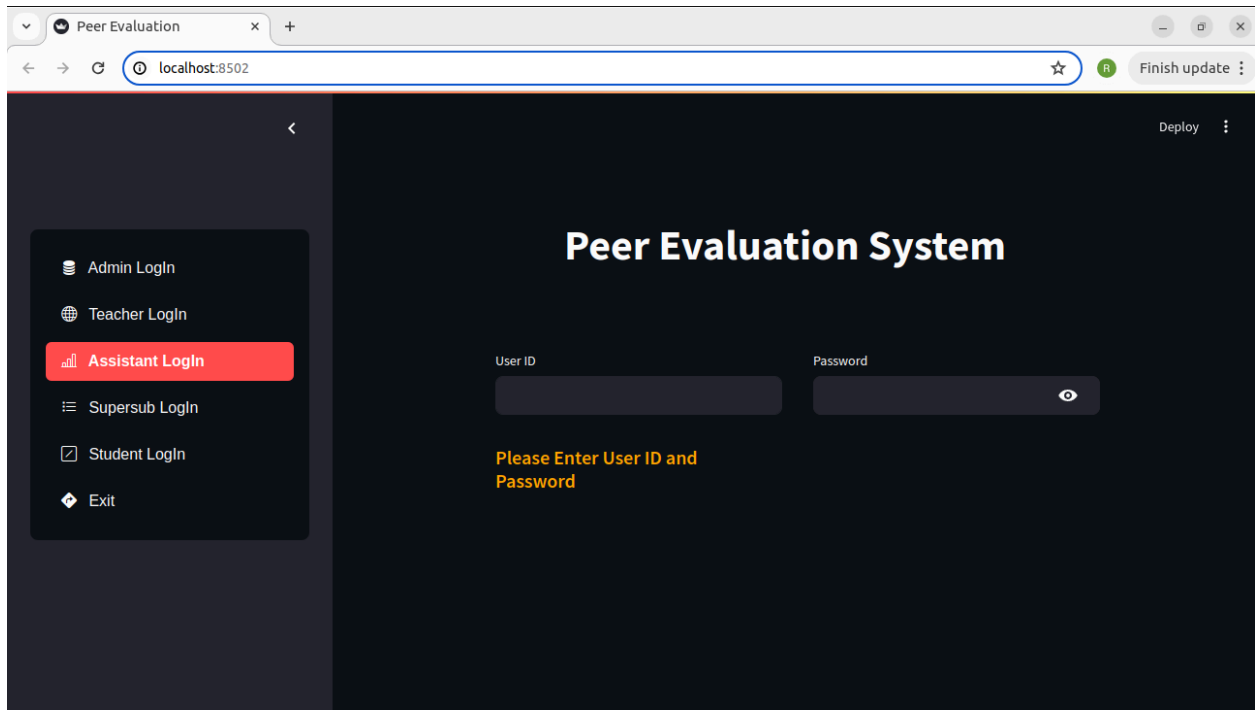 Peer Evaluation
localhost:8502
R
Finish update
Deploy
Admin LogIn
Teacher LogIn
Assistant LogIn
Supersub LogIn
Student LogIn
Exit
Peer Evaluation System
User ID
Password
Please Enter User ID and
Password